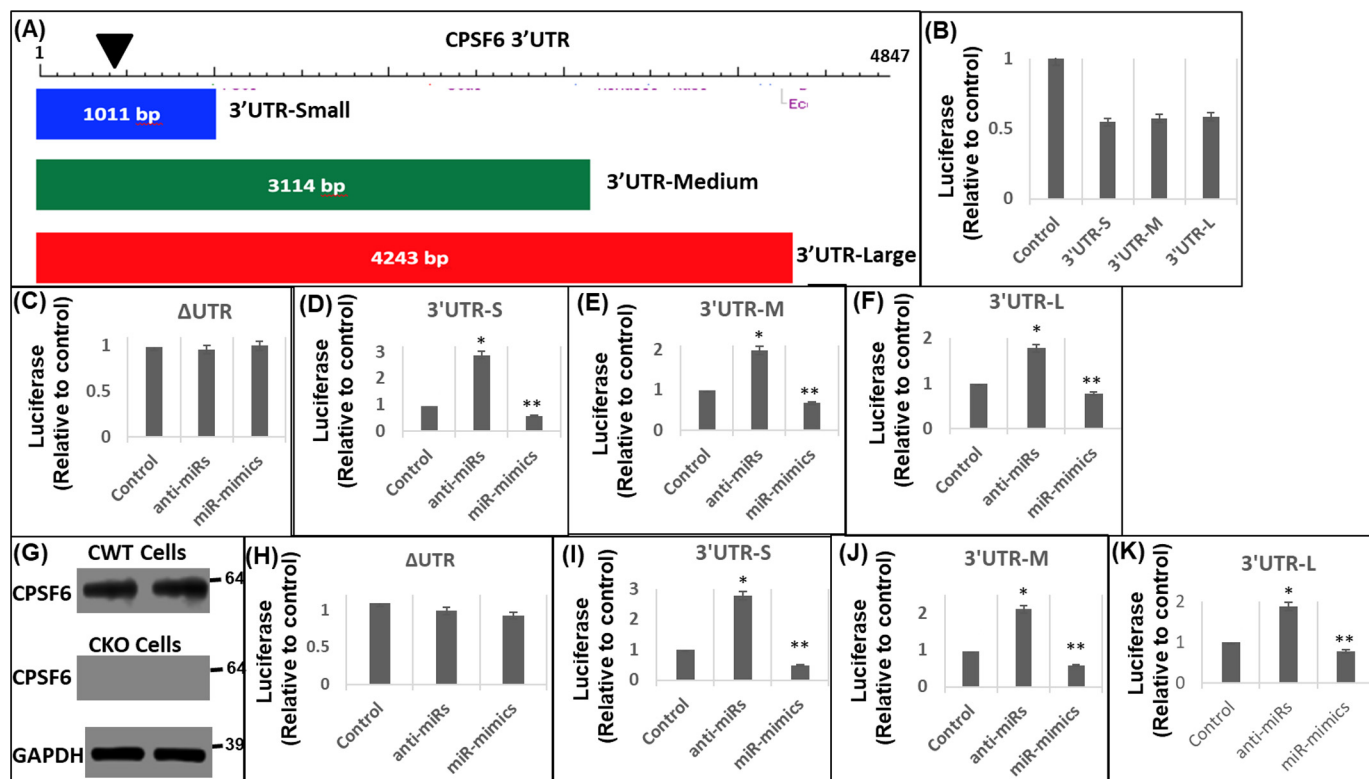 (A)
CPSF6 3'UTR
1
4847
1011 bp
3'UTR-Small
3114 bp
3'UTR-Medium
4243 bp
3'UTR-Large
(B)
Luciferase
(Relative to control)
1
0.5
0
Control
3'UTR-S
3'UTR-M
3'UTR-L
(C)
ΔUTR
Luciferase
(Relative to control)
1
0.5
0
Control
anti-miRs
miR-mimics
(D)
3'UTR-S
Luciferase
(Relative to control)
3
2
1
0
*
**
Control
anti-miRs
miR-mimics
(E)
3'UTR-M
Luciferase
(Relative to control)
2
1
0
*
**
Control
anti-miRs
miR-mimics
(F)
3'UTR-L
Luciferase
(Relative to control)
2
1
0
*
**
Control
anti-miRs
miR-mimics
(G)
CWT Cells
CPSF6
64
CKO Cells
CPSF6
64
GAPDH
39
(H)
ΔUTR
Luciferase
(Relative to control)
1
0.5
0
Control
anti-miRs
miR-mimics
(I)
3'UTR-S
Luciferase
(Relative to control)
3
2
1
0
*
**
Control
anti-miRs
miR-mimics
(J)
3'UTR-M
Luciferase
(Relative to control)
2
1
0
*
**
Control
anti-miRs
miR-mimics
(K)
3'UTR-L
Luciferase
(Relative to control)
2
1
0
*
**
Control
anti-miRs
miR-mimics